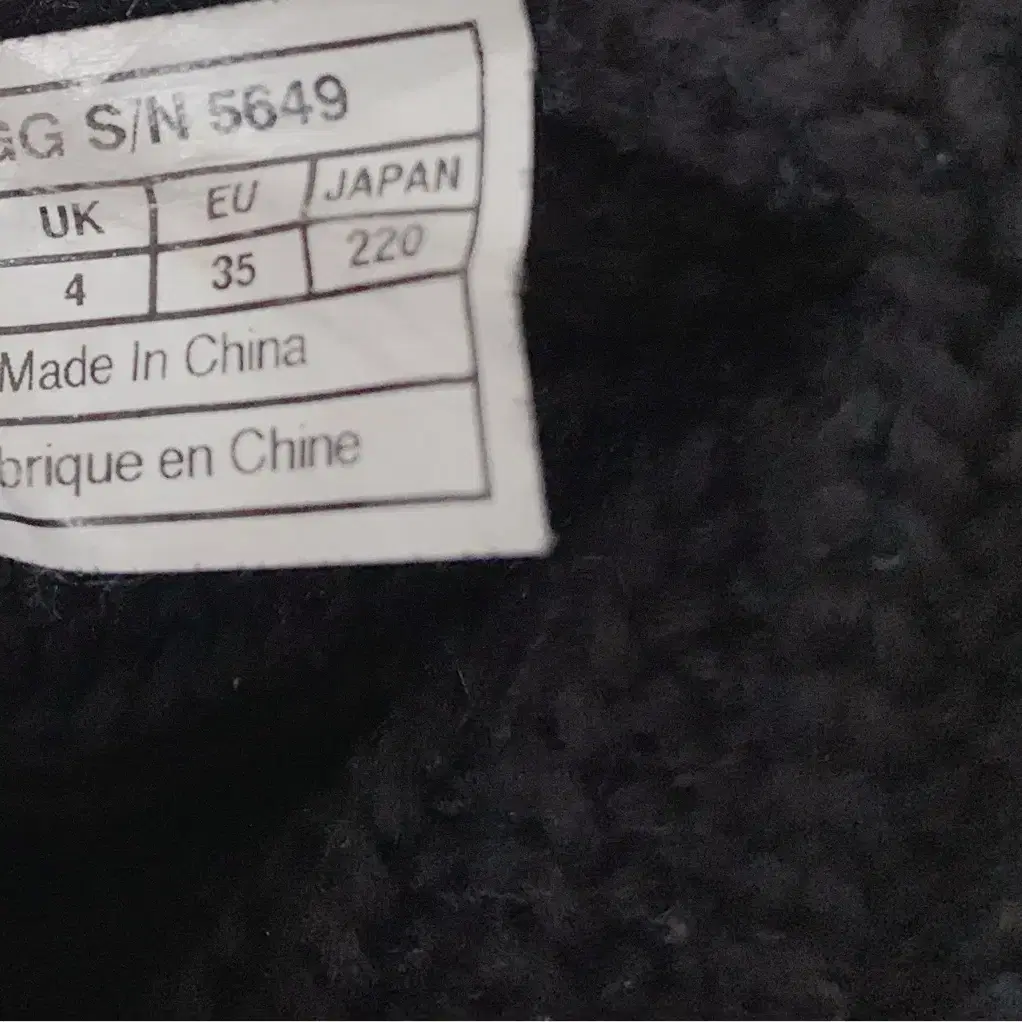 GG S/N 5649
UK EU JAPAN
4 35 220
Made In China
brique en Chine